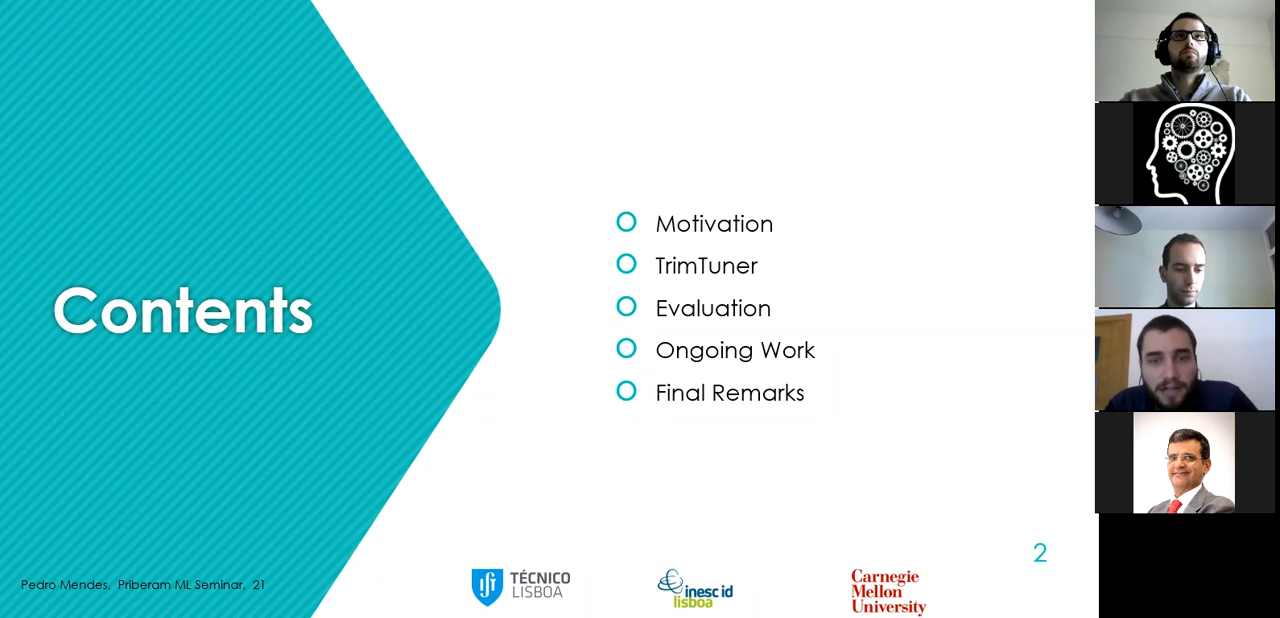 Contents
Motivation
TrimTuner
Evaluation
Ongoing Work
Final Remarks
2
Pedro Mendes, Priberam ML Seminar, 21
TÉCNICO
LISBOA
inesc id
lisboa
Carnegie
Mellon
University